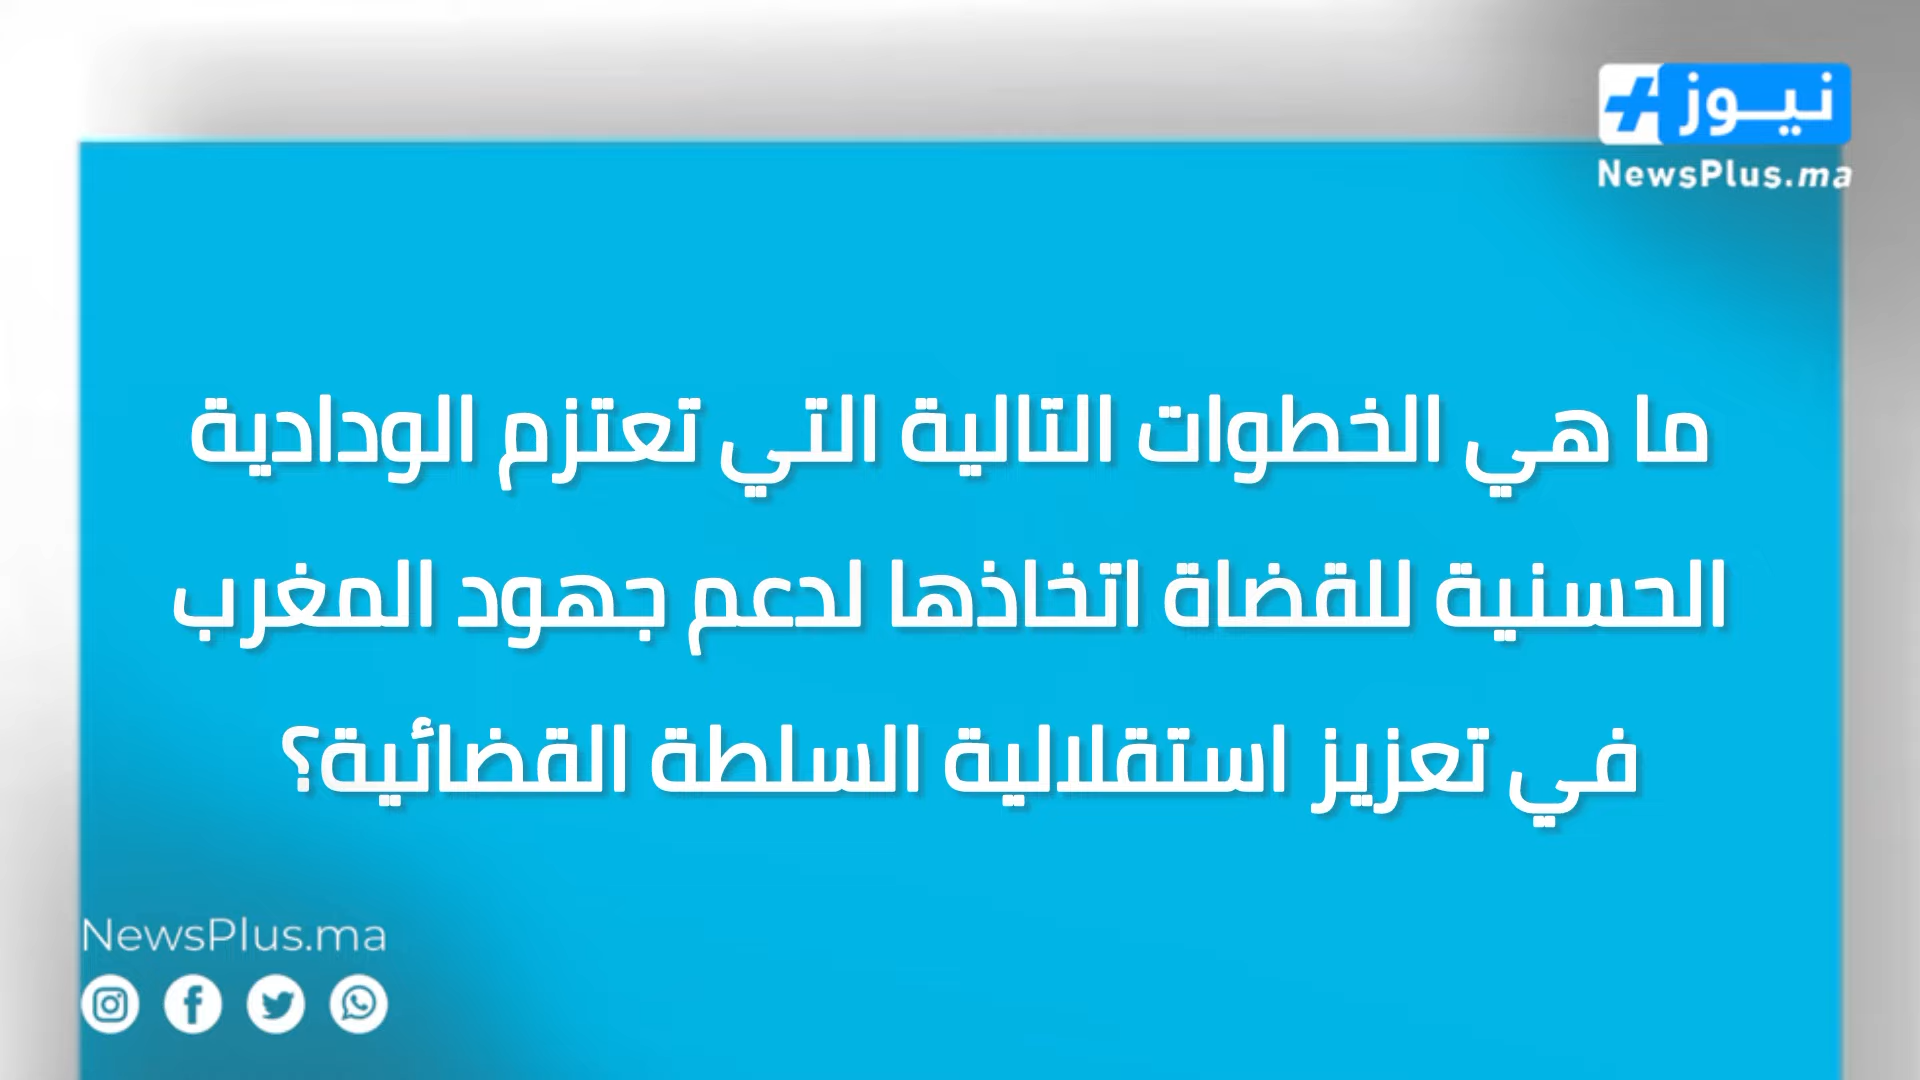 نيوز
NewsPlus.ma
ما هي الخطوات التالية التي تعتزم الودادية
الحسنية للقضاة اتخاذها لدعم جهود المغرب
في تعزيز استقلالية السلطة القضائية؟
NewsPlus.ma